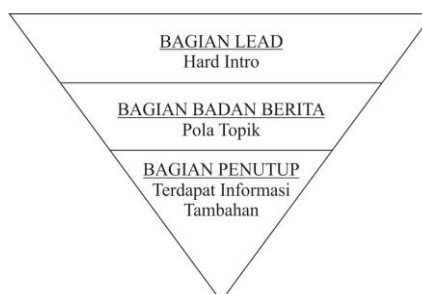 BAGIAN LEAD
Hard Intro
BAGIAN BADAN BERITA
Pola Topik
BAGIAN PENUTUP
Terdapat Informasi
Tambahan